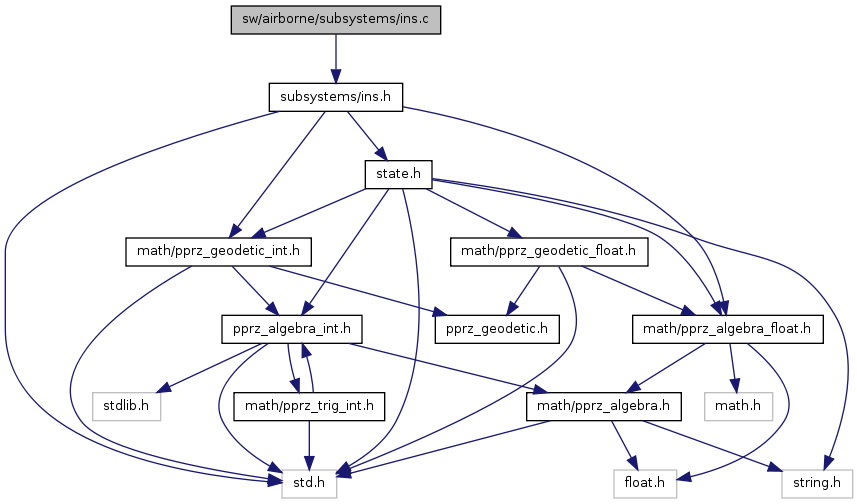 sw/airborne/subsystems/ins.c
subsystems/ins.h
state.h
math/pprz_geodetic_int.h
math/pprz_geodetic_float.h
pprz_algebra_int.h
pprz_geodetic.h
math/pprz_algebra_float.h
stdlib.h
math/pprz_trig_int.h
math/pprz_algebra.h
math.h
std.h
float.h
string.h